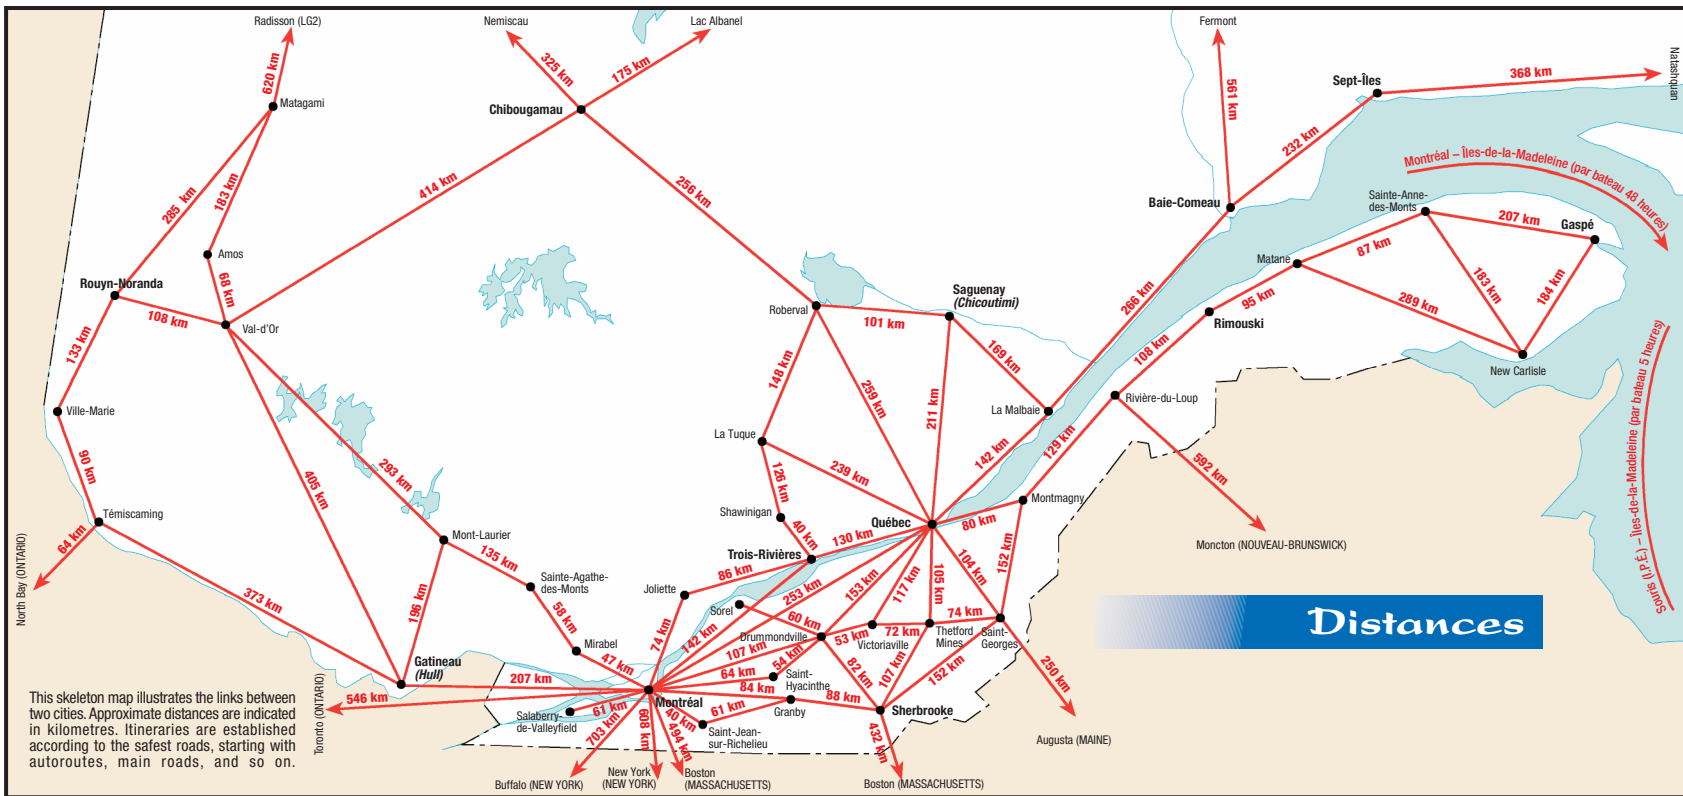 Radisson (LG2)
Nemiscau
Lac Albanel
Fermont
Natashquan
620 km
325 km
175 km
561 km
368 km
Sept-Îles
Matagami
Chibougamau
232 km
Montréal – Îles-de-la-Madeleine (par bateau 48 heures)
285 km
183 km
414 km
256 km
Baie-Comeau
Sainte-Anne-
des-Monts
207 km
Gaspé
Amos
87 km
Matane
Rouyn-Noranda
68 km
266 km
183 km
184 km
289 km
95 km
108 km
Val-d'Or
Roberval
101 km
Saguenay
(Chicoutimi)
Rimouski
133 km
108 km
169 km
148 km
259 km
New Carlisle
Souris (I.P.É.) – Îles-de-la-Madeleine (par bateau 5 heures)
Ville-Marie
211 km
La Malbaie
Rivière-du-Loup
La Tuque
129 km
142 km
90 km
293 km
405 km
239 km
592 km
126 km
Témiscaming
Shawinigan
Québec
Montmagny
80 km
64 km
North Bay (ONTARIO)
Mont-Laurier
40 km
130 km
Trois-Rivières
Moncton (NOUVEAU-BRUNSWICK)
135 km
86 km
104 km
152 km
Sainte-Agathe-
des-Monts
Joliette
253 km
153 km
117 km
105 km
373 km
196 km
58 km
Sorel
60 km
74 km
Distances
Drummondville
53 km
Victoriaville
72 km
Thetford
Mines
Saint-
Georges
Mirabel
74 km
142 km
107 km
47 km
54 km
82 km
107 km
152 km
250 km
Gatineau
(Hull)
207 km
64 km
Saint-
Hyacinthe
84 km
88 km
Granby
Sherbrooke
546 km
Toronto (ONTARIO)
61 km
Montréal
Salaberry-
de-Valleyfield
40 km
61 km
Saint-Jean-
sur-Richelieu
703 km
608 km
494 km
432 km
Augusta (MAINE)
This skeleton map illustrates the links between
two cities. Approximate distances are indicated
in kilometres. Itineraries are established
according to the safest roads, starting with
autoroutes, main roads, and so on.
Buffalo (NEW YORK)
New York
(NEW YORK)
Boston
(MASSACHUSETTS)
Boston (MASSACHUSETTS)